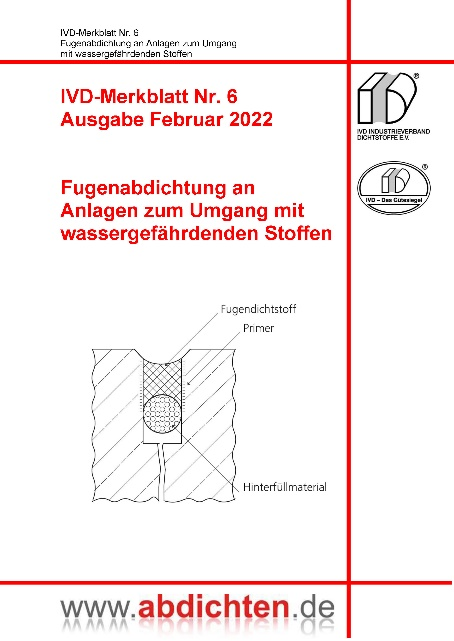 IVD-Merkblatt Nr. 6
Fugenabdichtung an Anlagen zum Umgang
mit wassergefährdenden Stoffen
IVD-Merkblatt Nr. 6
Ausgabe Februar 2022
®
IVD INDUSTRIEVERBAND
DICHTSTOFFE E.V.
®
IVD – Das Gütesiegel
Fugenabdichtung an
Anlagen zum Umgang mit
wassergefährdenden Stoffen
Fugendichtstoff
Primer
Hinterfüllmaterial
www.abdichten.de